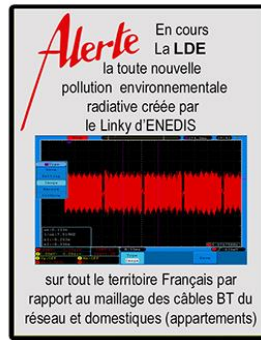 Alerte En cours
La LDE
la toute nouvelle
pollution environnementale
radiative créée par
le Linky d'ENEDIS
sur tout le territoire Français par
rapport au maillage des câbles BT du
réseau et domestiques (appartements)